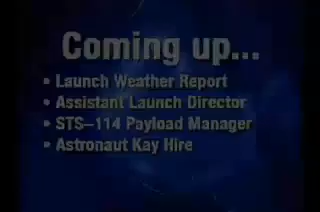 Coming up...
• Launch Weather Report
• Assistant Launch Director
• STS–114 Payload Manager
• Astronaut Kay Hire